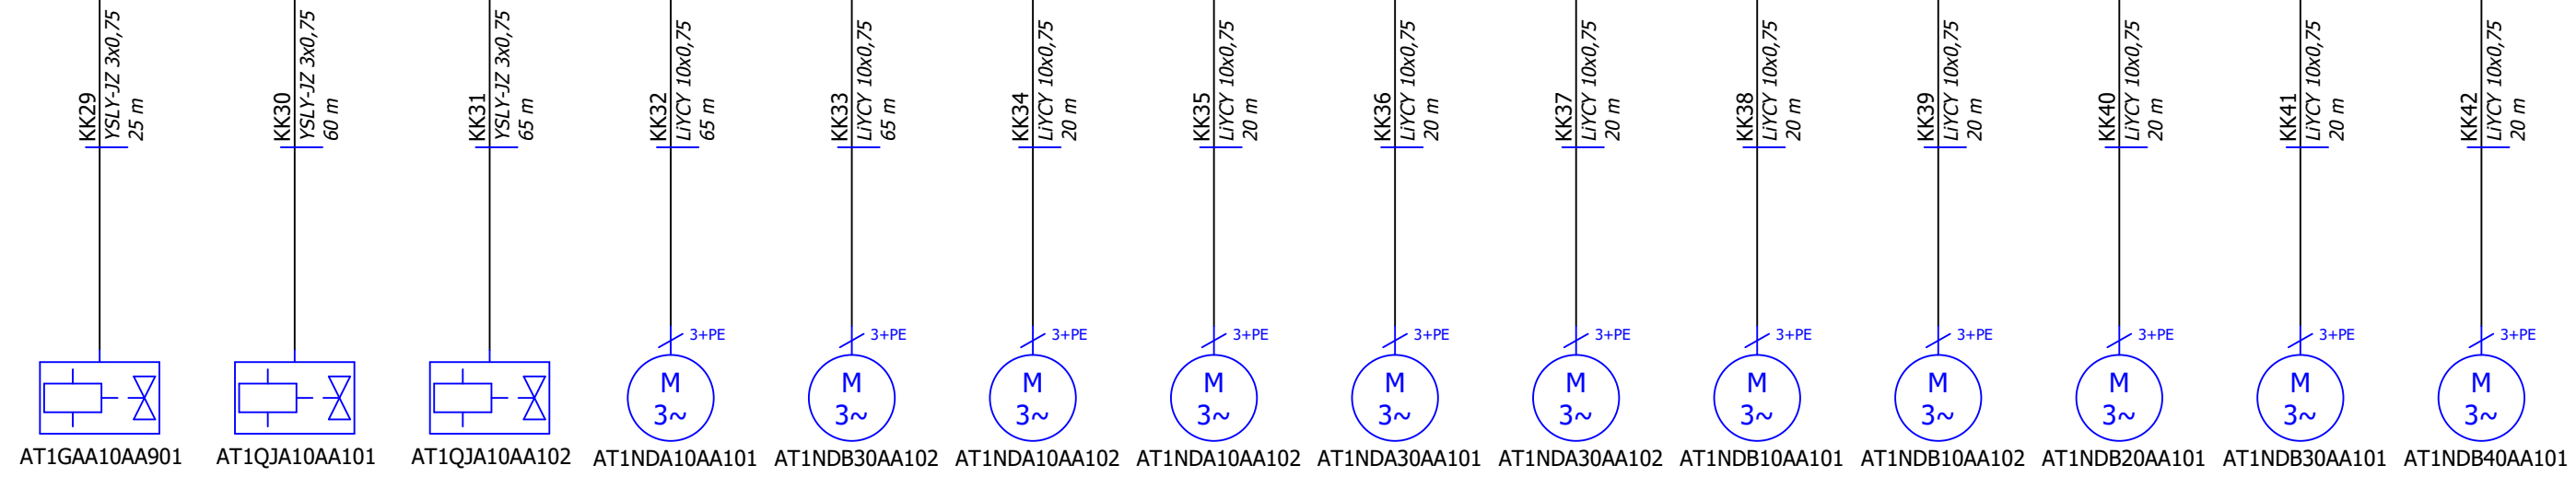 KK29
YSLY-JZ 3x0,75
25 m
KK30
YSLY-JZ 3x0,75
60 m
KK31
YSLY-JZ 3x0,75
65 m
KK32
LiYCY 10x0,75
65 m
KK33
LiYCY 10x0,75
65 m
KK34
LiYCY 10x0,75
20 m
KK35
LiYCY 10x0,75
20 m
KK36
LiYCY 10x0,75
20 m
KK37
LiYCY 10x0,75
20 m
KK38
LiYCY 10x0,75
20 m
KK39
LiYCY 10x0,75
20 m
KK40
LiYCY 10x0,75
20 m
KK41
LiYCY 10x0,75
20 m
KK42
LiYCY 10x0,75
20 m
3+PE
3+PE
3+PE
3+PE
3+PE
3+PE
3+PE
3+PE
3+PE
3+PE
3+PE
M
3~
M
3~
M
3~
M
3~
M
3~
M
3~
M
3~
M
3~
M
3~
M
3~
M
3~
AT1GAA10AA901
AT1QJA10AA101
AT1QJA10AA102
AT1NDA10AA101
AT1NDB30AA102
AT1NDA10AA102
AT1NDA10AA102
AT1NDA30AA101
AT1NDA30AA102
AT1NDB10AA101
AT1NDB10AA102
AT1NDB20AA101
AT1NDB30AA101
AT1NDB40AA101